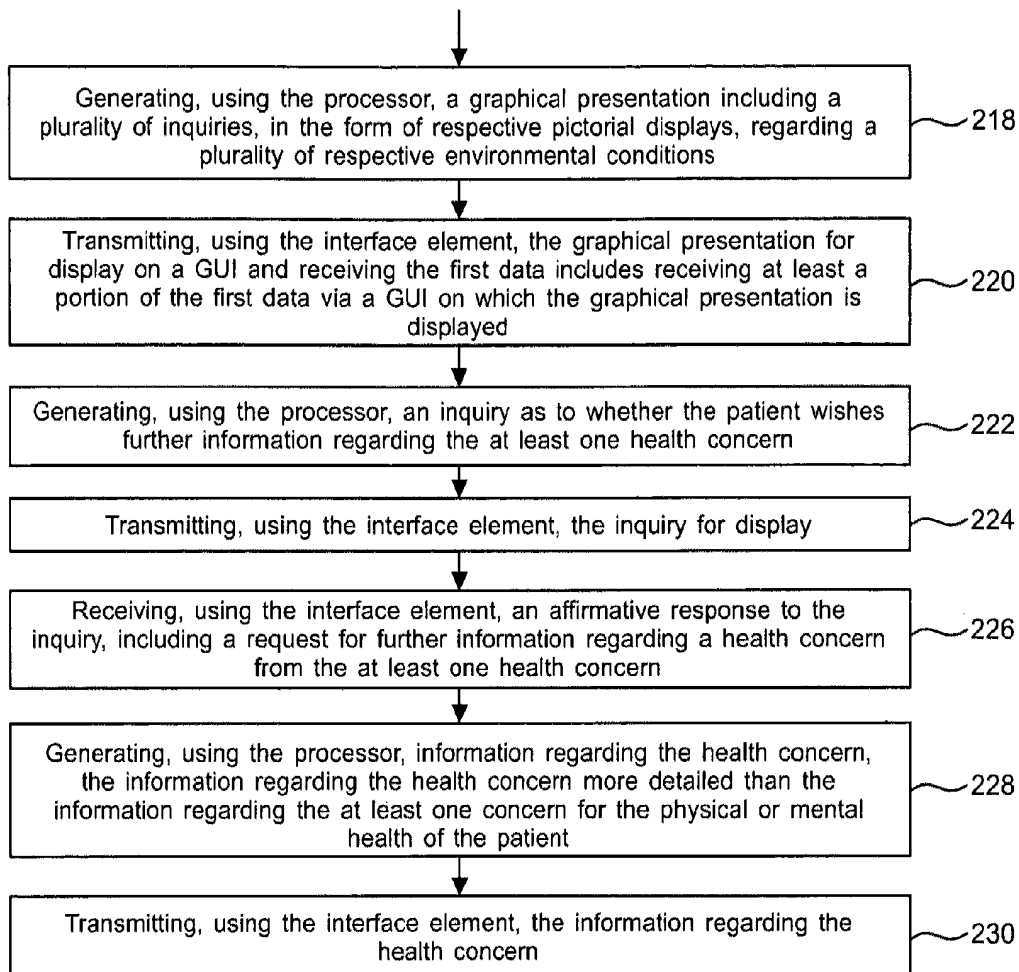 Generating, using the processor, a graphical presentation including a
plurality of inquiries, in the form of respective pictorial displays, regarding a
plurality of respective environmental conditions
218
Transmitting, using the interface element, the graphical presentation for
display on a GUI and receiving the first data includes receiving at least a
portion of the first data via a GUI on which the graphical presentation is
displayed
220
Generating, using the processor, an inquiry as to whether the patient wishes
further information regarding the at least one health concern
222
Transmitting, using the interface element, the inquiry for display
224
Receiving, using the interface element, an affirmative response to the
inquiry, including a request for further information regarding a health concern
from the at least one health concern
226
Generating, using the processor, information regarding the health concern,
the information regarding the health concern more detailed than the
information regarding the at least one concern for the physical or mental
health of the patient
228
Transmitting, using the interface element, the information regarding the
health concern
230